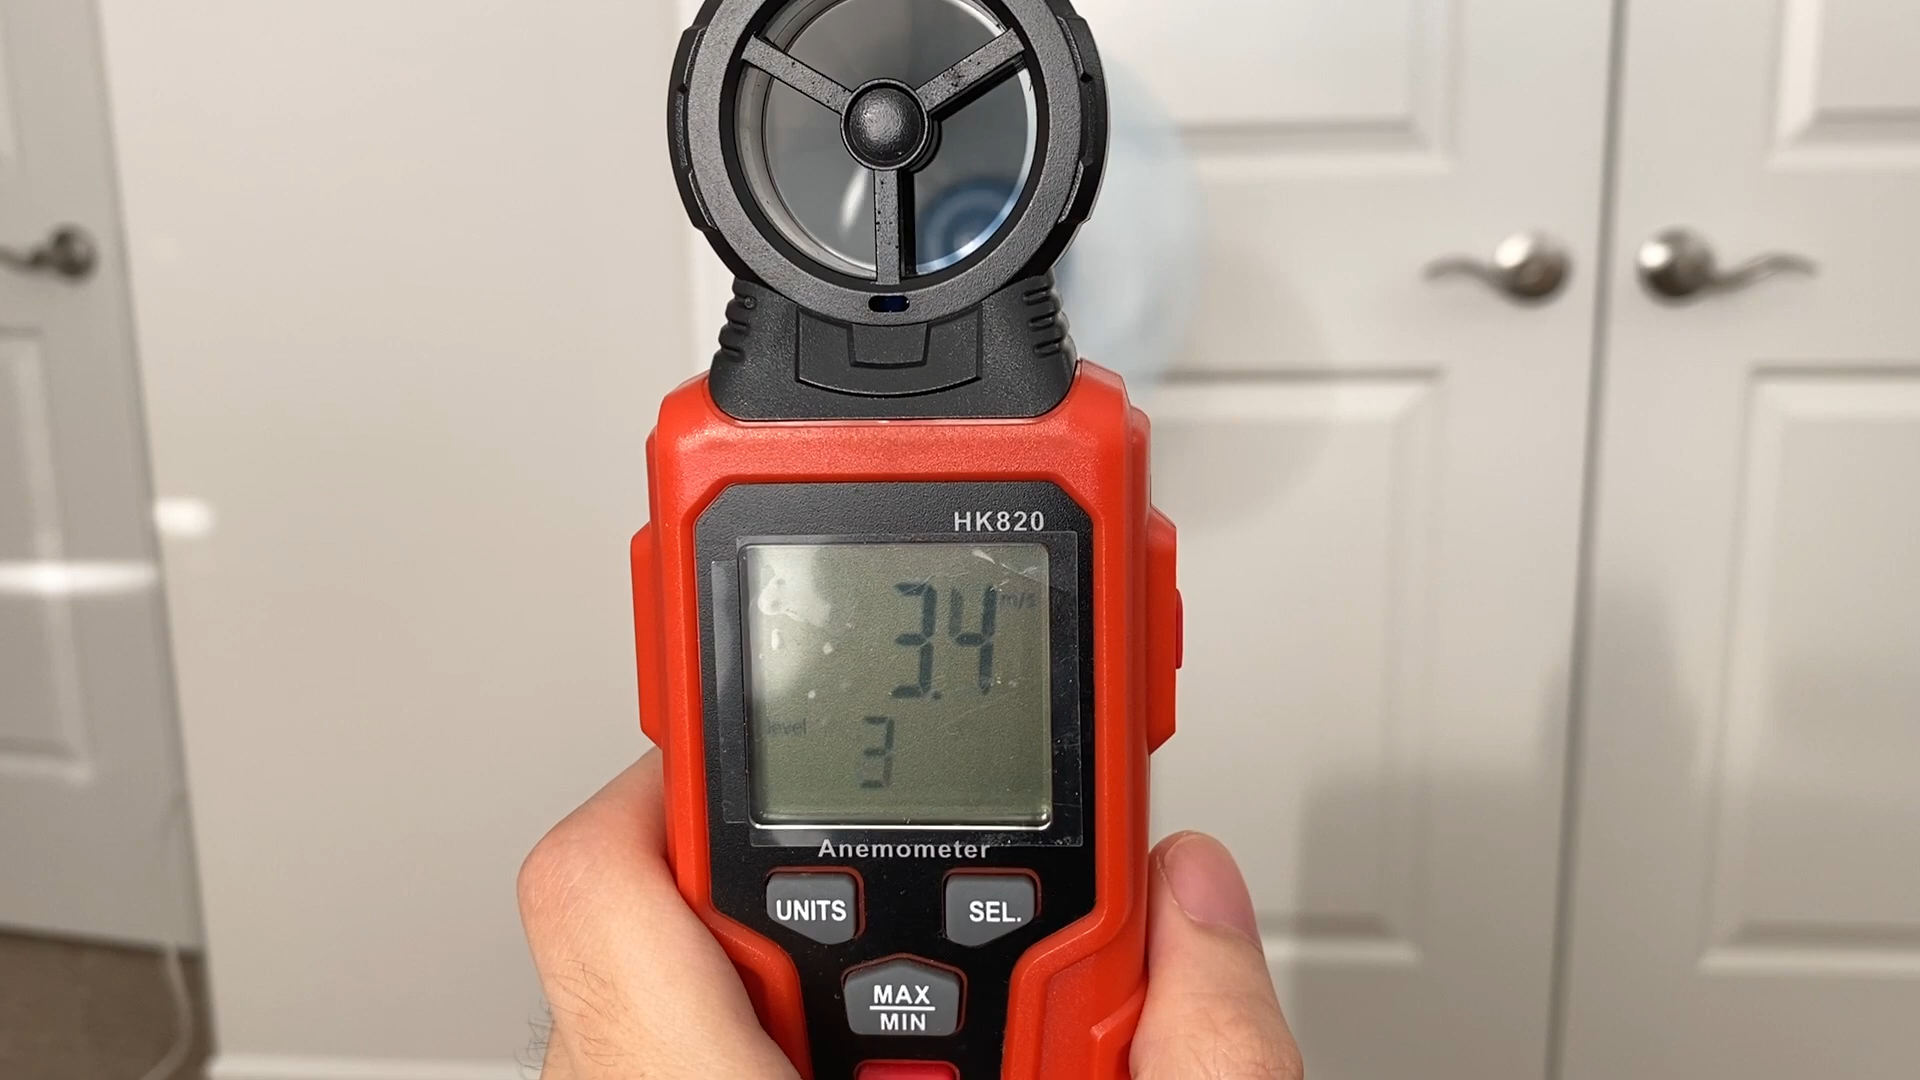 HK820
3.4 m/s
level 3
Anemometer
UNITS SEL.
MAX
MIN